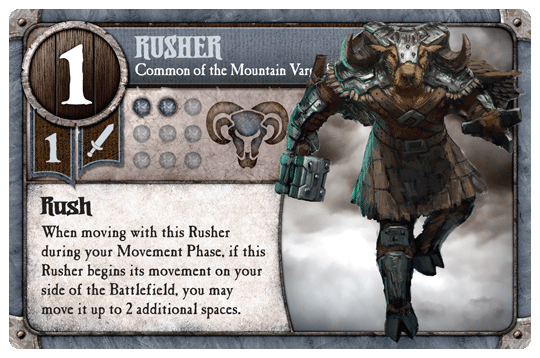 1
RUSHER
Common of the Mountain
1
Rush
When moving with this Rusher
during your Movement Phase, if this
Rusher begins its movement on your
side of the Battlefield, you may
move it up to 2 additional spaces.